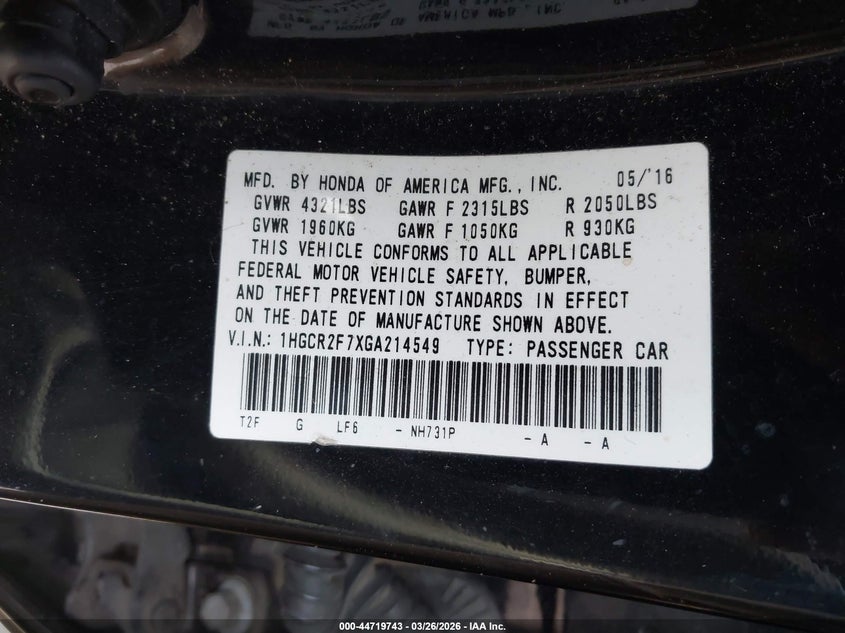 MFD. BY HONDA OF AMERICA MFG., INC. 05/'16
GVWR 4321LBS GAWR F 2315LBS R 2050LBS
GVWR 1960KG GAWR F 1050KG R 930KG
THIS VEHICLE CONFORMS TO ALL APPLICABLE
FEDERAL MOTOR VEHICLE SAFETY, BUMPER,
AND THEFT PREVENTION STANDARDS IN EFFECT
ON THE DATE OF MANUFACTURE SHOWN ABOVE.
V.I.N.: 1HGCR2F7XGA214549 TYPE: PASSENGER CAR
T2F G LF6 - NH731P - A - A
000-44719743 - 03/26/2026 - IAA Inc.